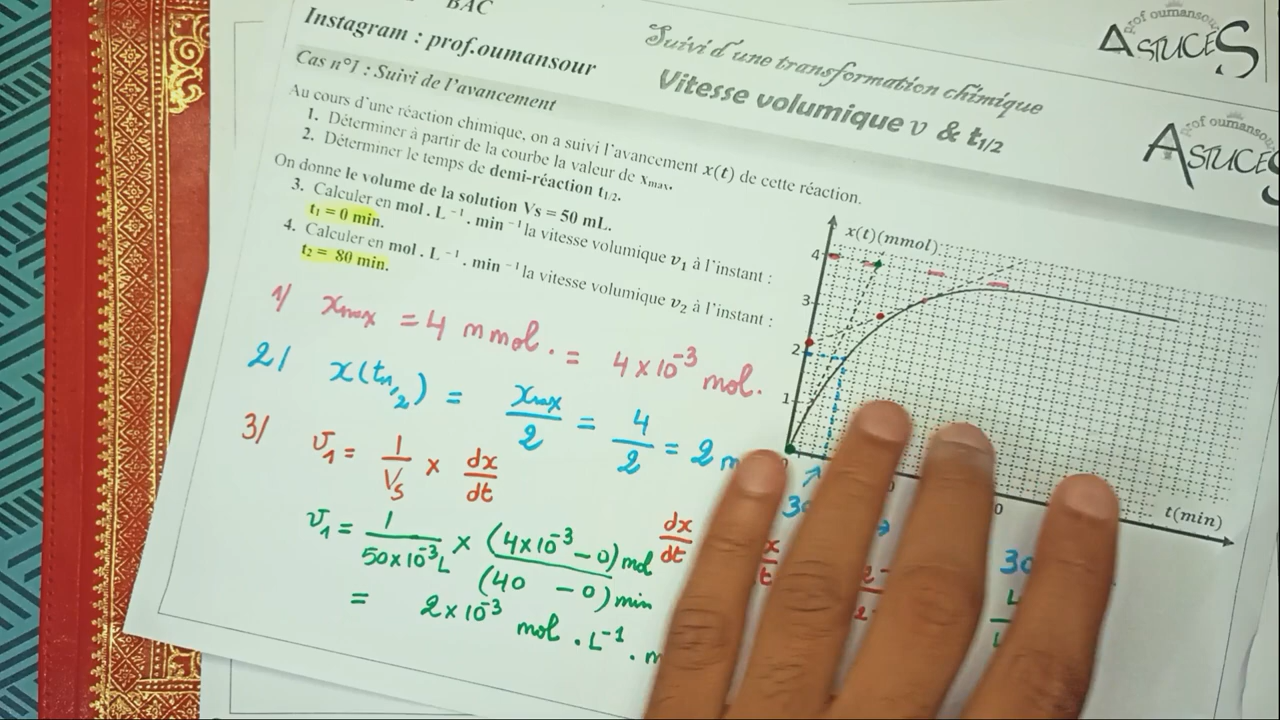 BAC
Instagram : prof.oumansour
Suivi d'une transformation chimique
Vitesse volumique v & t1/2
prof oumansour
ASTUCES
prof oumansour
ASTUCES
Cas n°1 : Suivi de l'avancement
Au cours d'une réaction chimique, on a suivi l'avancement x(t) de cette réaction.
1. Déterminer à partir de la courbe la valeur de xmax.
2. Déterminer le temps de demi-réaction t1/2.
On donne le volume de la solution Vs = 50 mL.
3. Calculer en mol . L⁻¹ . min⁻¹ la vitesse volumique v1 à l'instant :
t1 = 0 min.
4. Calculer en mol . L⁻¹ . min⁻¹ la vitesse volumique v2 à l'instant :
t2 = 80 min.
x(t)(mmol)
4
3
2
1
0
t(min)
1/ xmax = 4 mmol. = 4×10⁻³ mol.
2/ x(t1/2) = xmax/2 = 4/2 = 2
3/ v1 = 1/Vs × dx/dt
v1 = 1/50×10⁻³L × (4×10⁻³ - 0) mol/(40 - 0) min
= 2×10⁻³ mol . L⁻¹ .
dx/dt